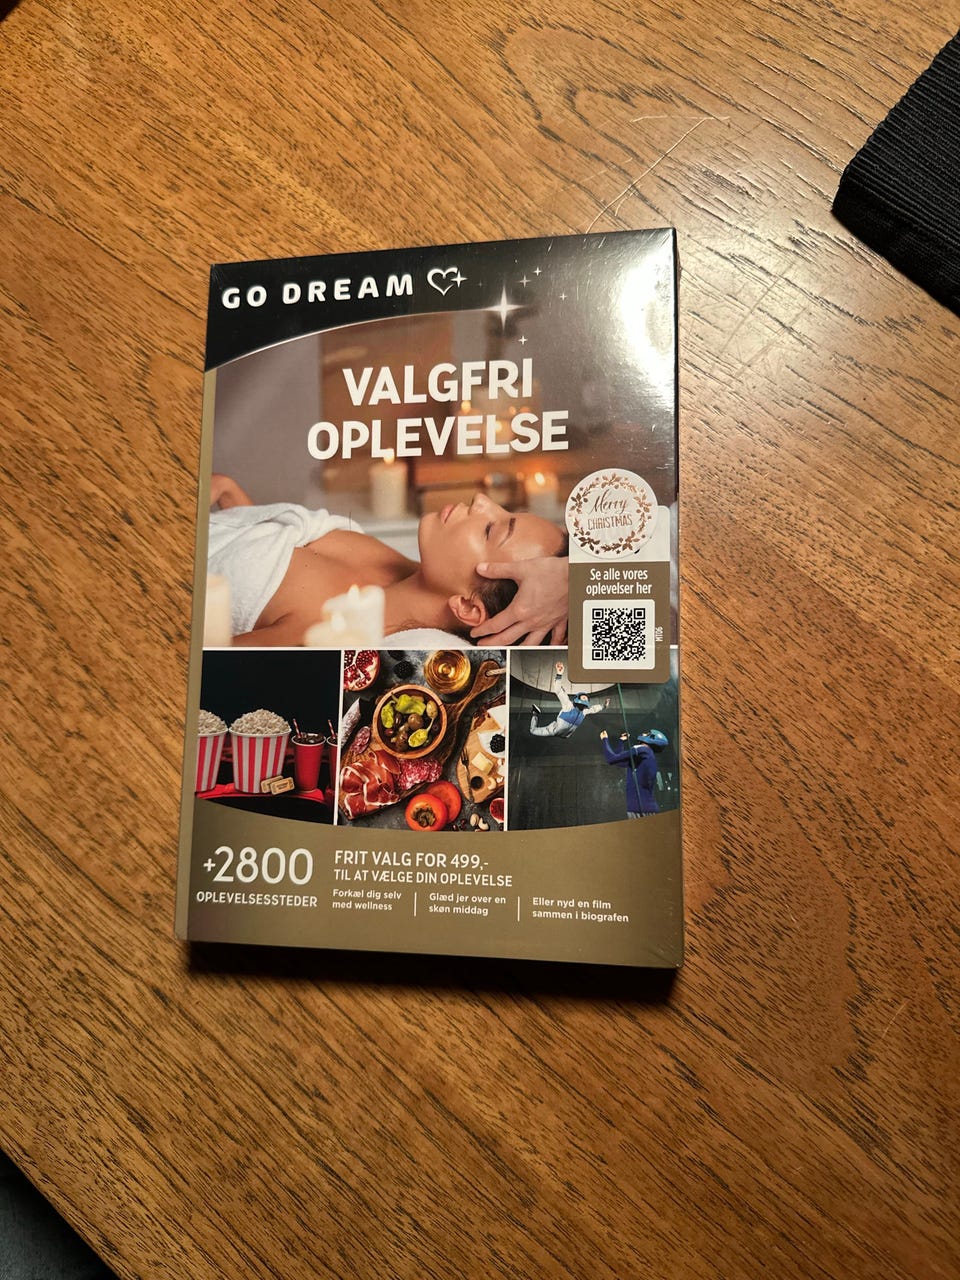 GO DREAM
VALGFRI
OPLEVELSE
Merry
CHRISTMAS
Se alle vores
oplevelser her
MT06
+2800
OPLEVELSESSTEDER
FRIT VALG FOR 499,-
TIL AT VÆLGE DIN OPLEVELSE
Forkæl dig selv
med wellness
Glæd jer over en
skøn middag
Eller nyd en film
sammen i biografen